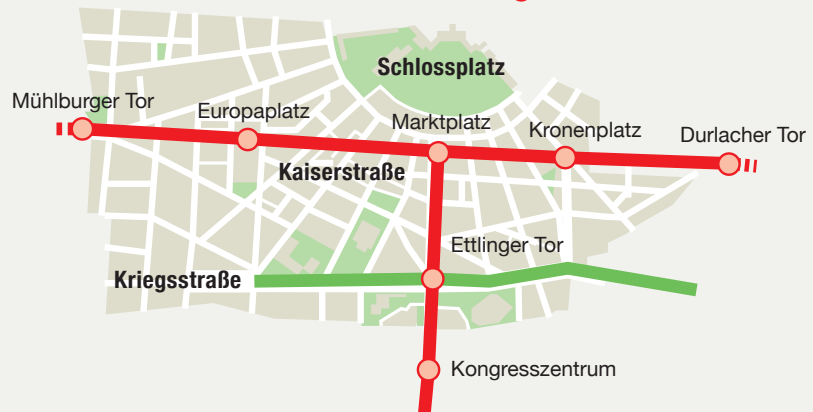 Schlossplatz
Mühlburger Tor
Europaplatz
Marktplatz
Kronenplatz
Durlacher Tor
Kaiserstraße
Ettlinger Tor
Kriegsstraße
Kongresszentrum